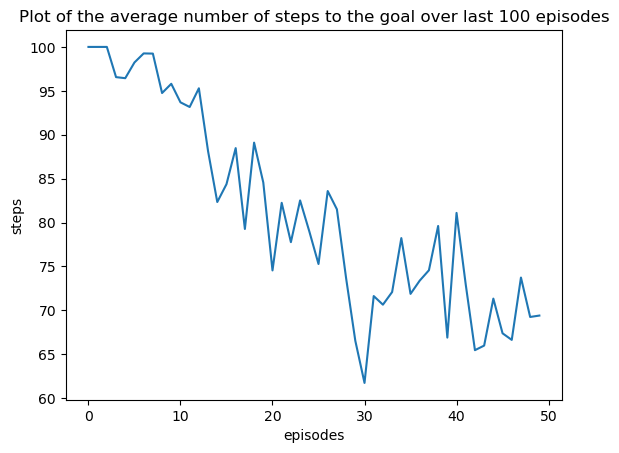 Plot of the average number of steps to the goal over last 100 episodes
100
95
90
85
80
75
70
65
60
steps
0 10 20 30 40 50
episodes